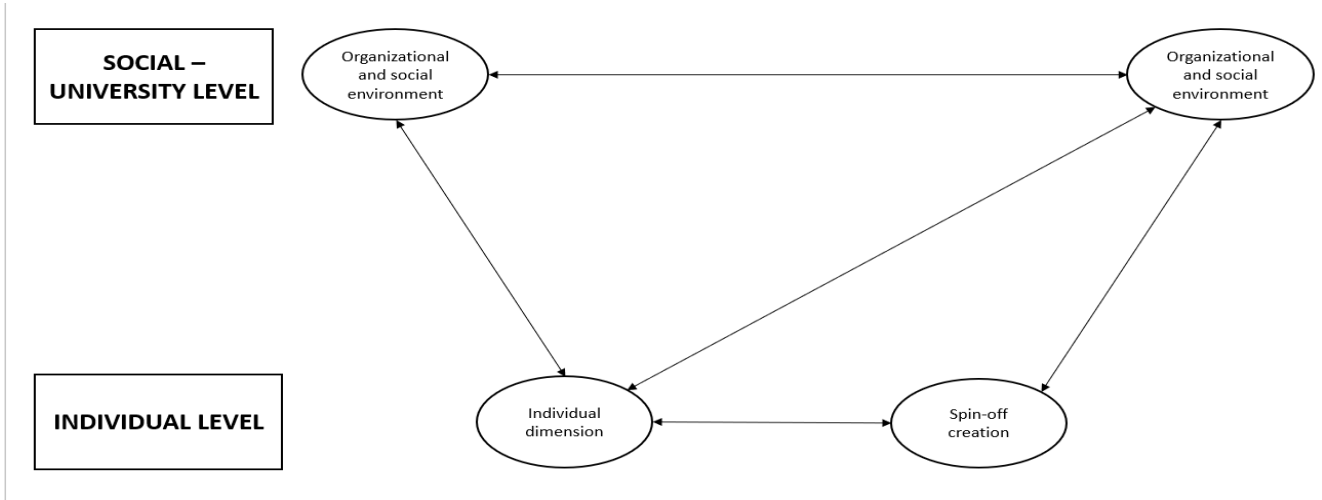 SOCIAL –
UNIVERSITY LEVEL
Organizational
and social
environment
Organizational
and social
environment
INDIVIDUAL LEVEL
Individual
dimension
Spin-off
creation